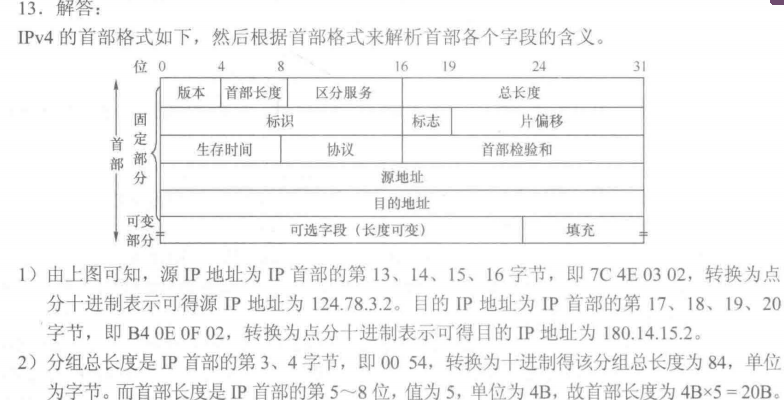 13. 解答：
IPv4 的首部格式如下，然后根据首部格式来解析首部各个字段的含义。
位 0 4 8 16 19 24 31
版本 首部长度 区分服务 总长度
标识 标志 片偏移
生存时间 协议 首部检验和
源地址
目的地址
可选字段（长度可变） 填充
首部
固定部分
可变部分
1）由上图可知，源 IP 地址为 IP 首部的第 13、14、15、16 字节，即 7C 4E 03 02，转换为点
分十进制表示可得源 IP 地址为 124.78.3.2。目的 IP 地址为 IP 首部的第 17、18、19、20
字节，即 B4 0E 0F 02，转换为点分十进制表示可得目的 IP 地址为 180.14.15.2。
2）分组总长度是 IP 首部的第 3、4 字节，即 00 54，转换为十进制得该分组总长度为 84，单位
为字节。而首部长度是 IP 首部的第 5～8 位，值为 5，单位为 4B，故首部长度为 4B×5 = 20B。